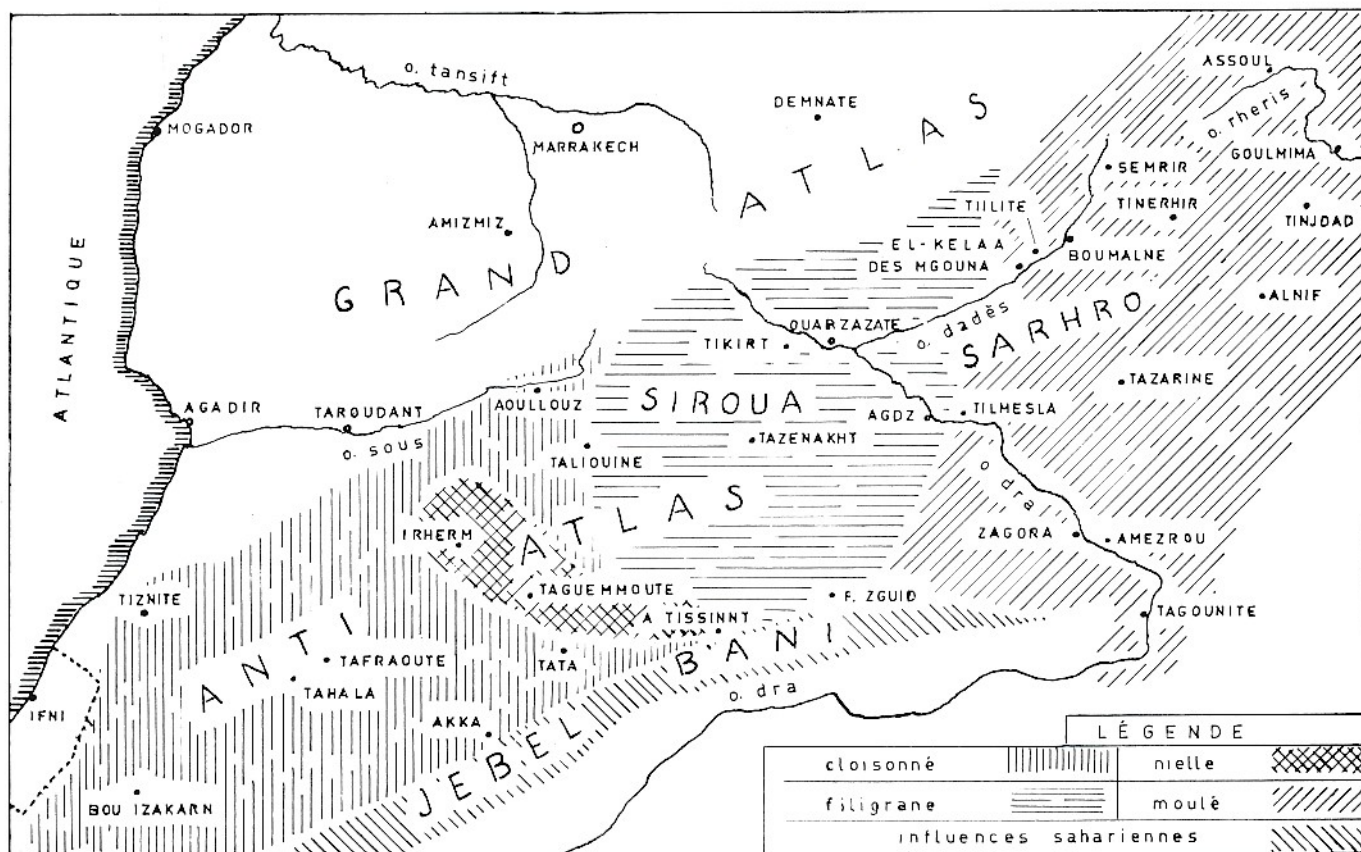 ASSOUL
o. tansift
DEMNATE
o. rheris
MOGADOR
MARRAKECH
GOULMIMA
SEMRIR
ATLAS
TIILITE
TINERHIR
TINJDAD
AMIZMIZ
EL-KELAA
DES MGOUNA
BOUMALNE
GRAND
ATLANTIQUE
ALNIF
OUARZAZATE
o. dadès
SARHRO
TIKIRT
TAZARINE
AGADIR
TAROUDANT
AOULLOUZ
SIROUA
AGDZ
TILMESLA
o. sous
TALIOUINE
TAZENAKHT
o. dra
ATLAS
IRHERM
ZAGORA
AMEZROU
TAGUEMMOUTE
F. ZGUID
TIZNITE
A TISSINNT
TAGOUNITE
ANTI
TAFRAOUTE
TATA
BANI
TAHALA
o. dra
IFNI
AKKA
JEBEL
BOU IZAKARN
LÉGENDE
cloisonné
nielle
filigrane
moulé
influences sahariennes